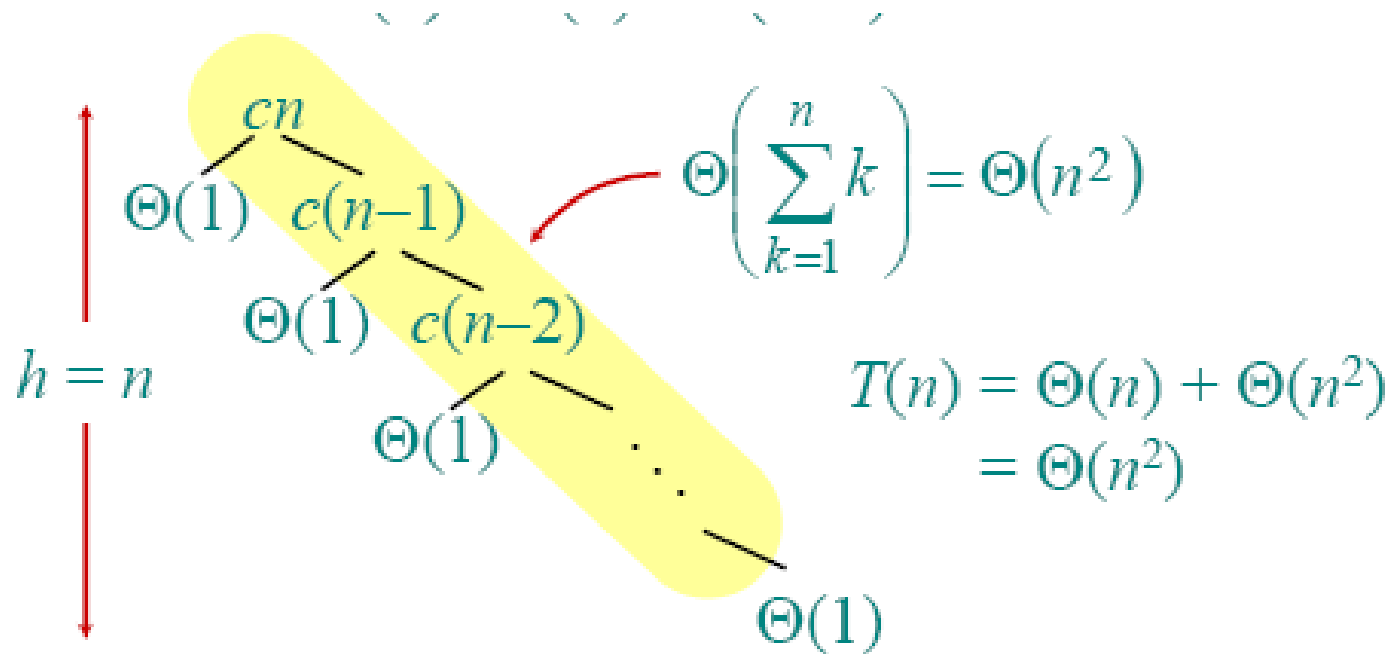 cn
Θ(1) c(n–1)
Θ(1) c(n–2)
Θ(1)
Θ(1)
h = n
Θ(∑_{k=1}^{n} k) = Θ(n²)
T(n) = Θ(n) + Θ(n²)
= Θ(n²)